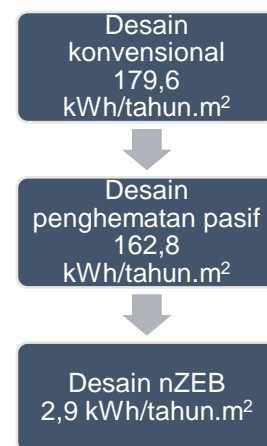 Desain
konvensional
179,6
kWh/tahun.m²
Desain
penghematan pasif
162,8
kWh/tahun.m²
Desain nZEB
2,9 kWh/tahun.m²